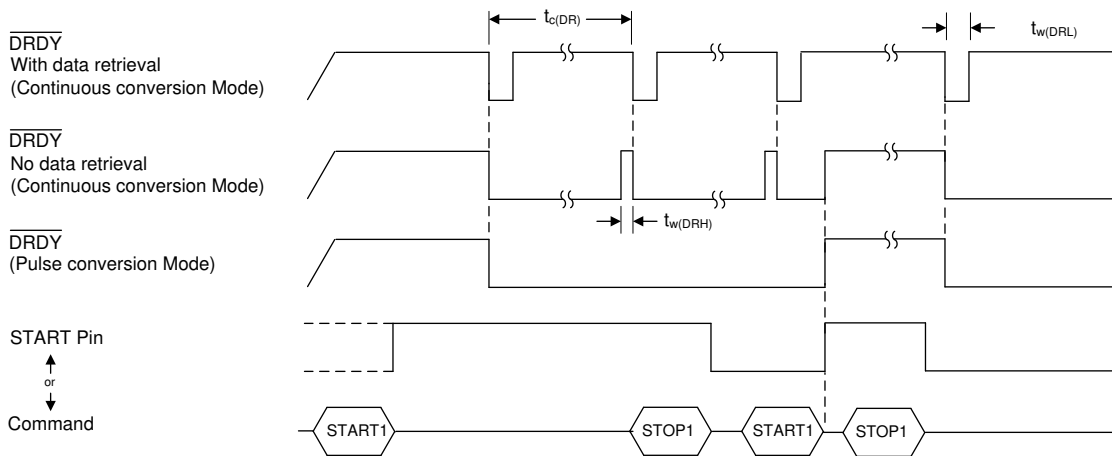 tc(DR)
DRDY
With data retrieval
(Continuous conversion Mode)
tw(DRL)
DRDY
No data retrieval
(Continuous conversion Mode)
tw(DRH)
DRDY
(Pulse conversion Mode)
START Pin
or
Command
START1
STOP1
START1
STOP1